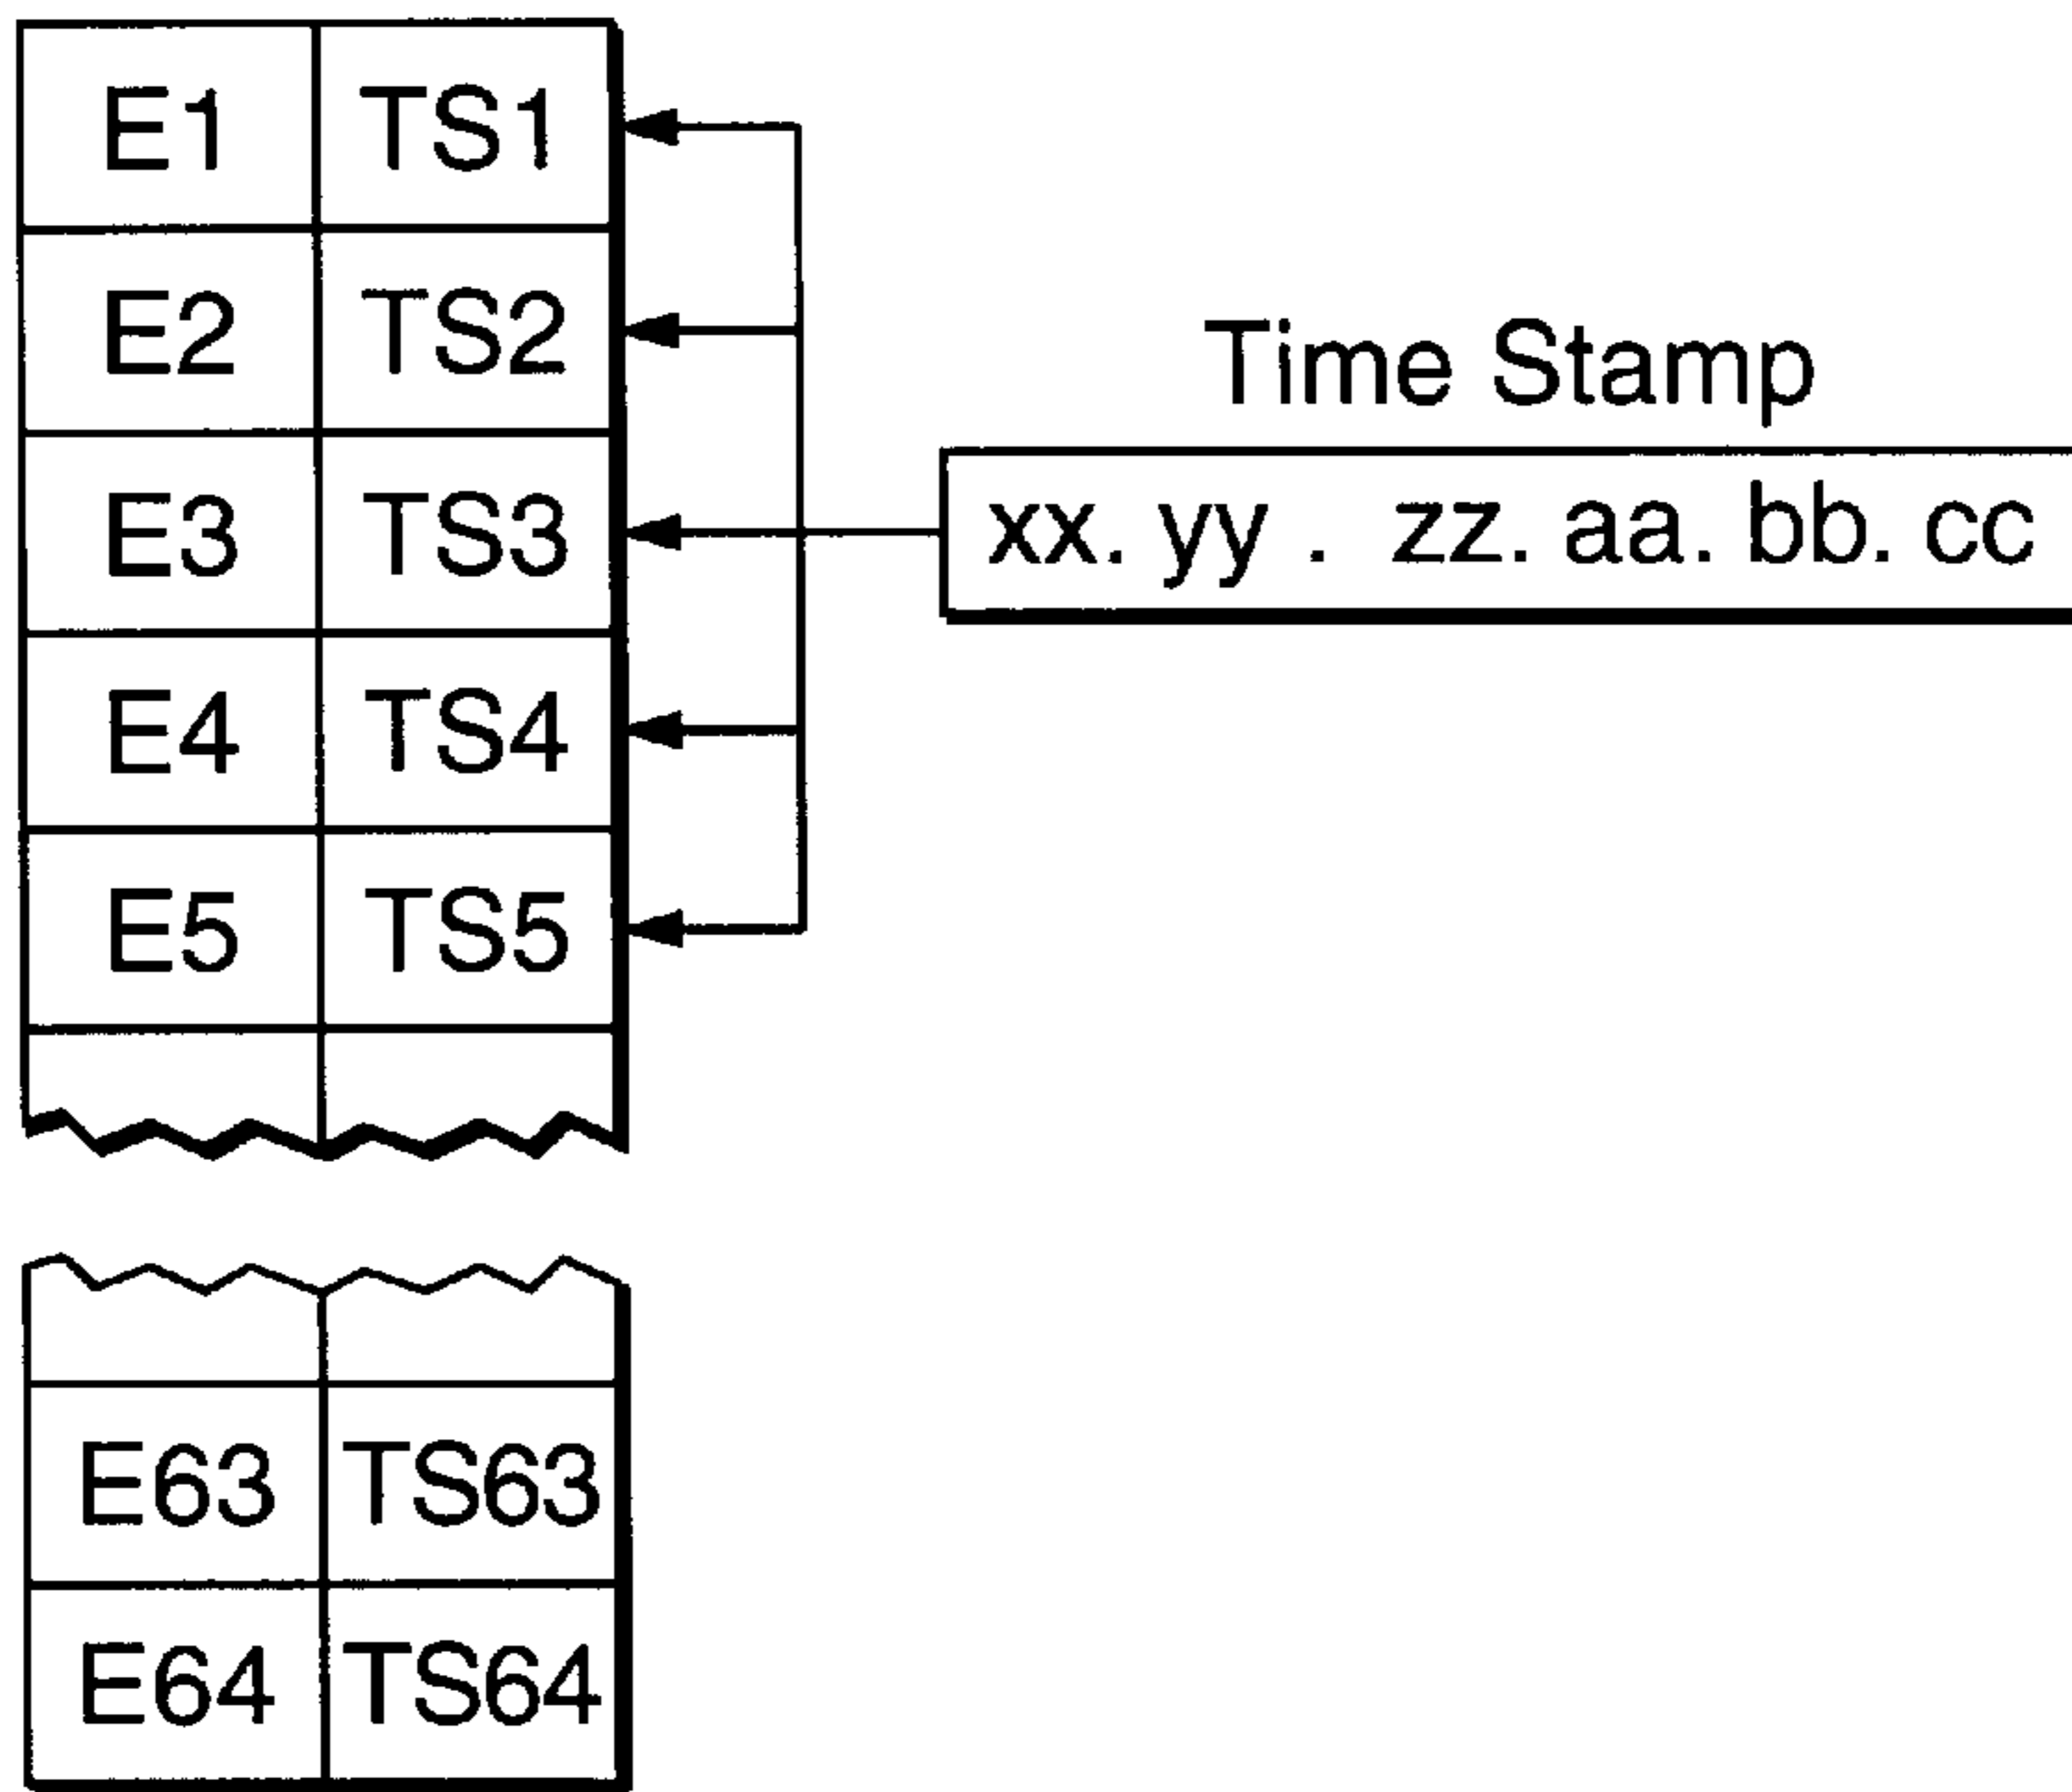 E1 TS1
E2 TS2
Time Stamp
E3 TS3
xx. yy . zz. aa. bb. cc
E4 TS4
E5 TS5
E63 TS63
E64 TS64